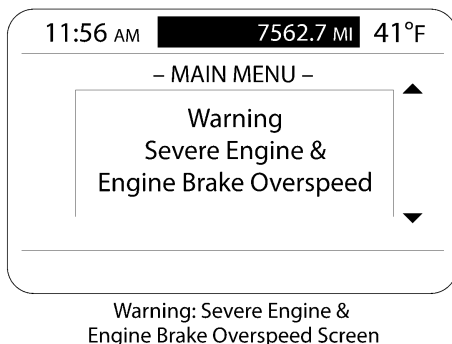 11:56 AM 7562.7 MI 41°F
– MAIN MENU –
Warning
Severe Engine &
Engine Brake Overspeed
Warning: Severe Engine &
Engine Brake Overspeed Screen